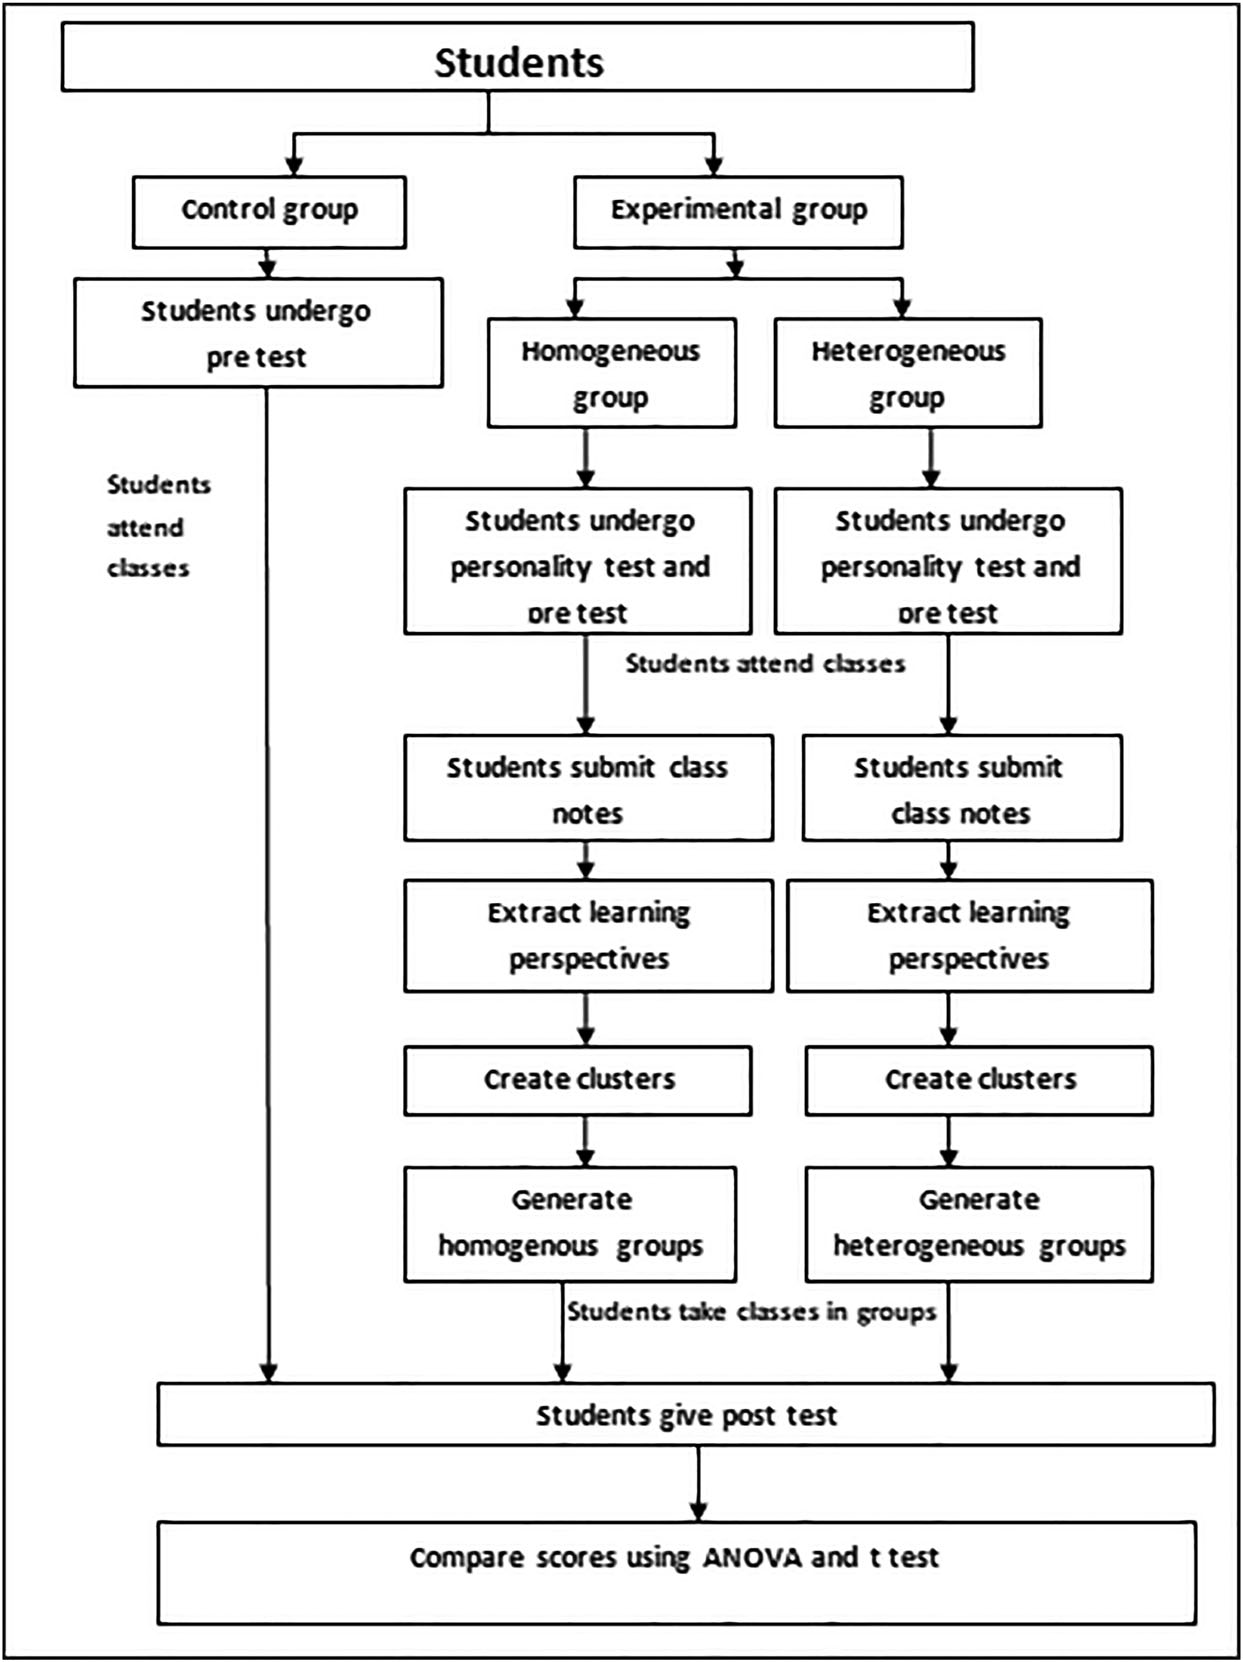 Students
Control group
Experimental group
Students undergo
pre test
Homogeneous
group
Heterogeneous
group
Students
attend
classes
Students undergo
personality test and
pre test
Students undergo
personality test and
pre test
Students attend classes
Students submit class
notes
Students submit
class notes
Extract learning
perspectives
Extract learning
perspectives
Create clusters
Create clusters
Generate
homogenous groups
Generate
heterogeneous groups
Students take classes in groups
Students give post test
Compare scores using ANOVA and t test